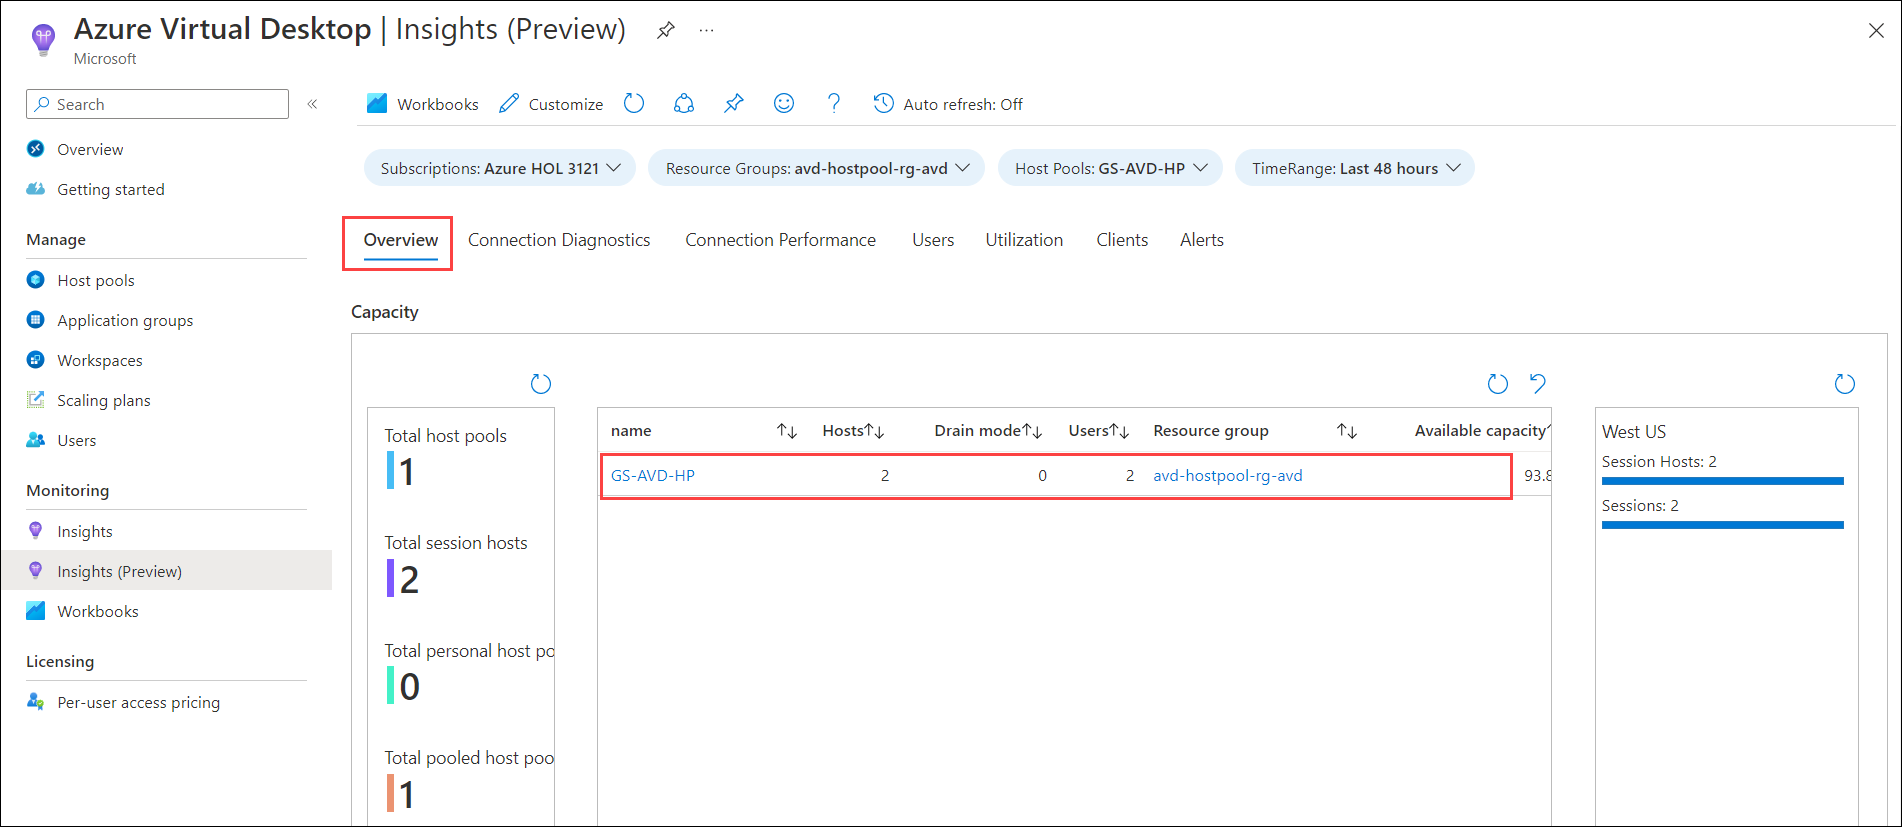 Azure Virtual Desktop | Insights (Preview)
Microsoft
Search
Overview
Getting started
Manage
Host pools
Application groups
Workspaces
Scaling plans
Users
Monitoring
Insights
Insights (Preview)
Workbooks
Licensing
Per-user access pricing
Workbooks Customize Auto refresh: Off
Subscriptions: Azure HOL 3121 Resource Groups: avd-hostpool-rg-avd Host Pools: GS-AVD-HP TimeRange: Last 48 hours
Overview Connection Diagnostics Connection Performance Users Utilization Clients Alerts
Capacity
Total host pools
1
Total session hosts
2
Total personal host po
0
Total pooled host poo
1
name Hosts Drain mode Users Resource group Available capacity
GS-AVD-HP 2 0 2 avd-hostpool-rg-avd 93.8
West US
Session Hosts: 2
Sessions: 2